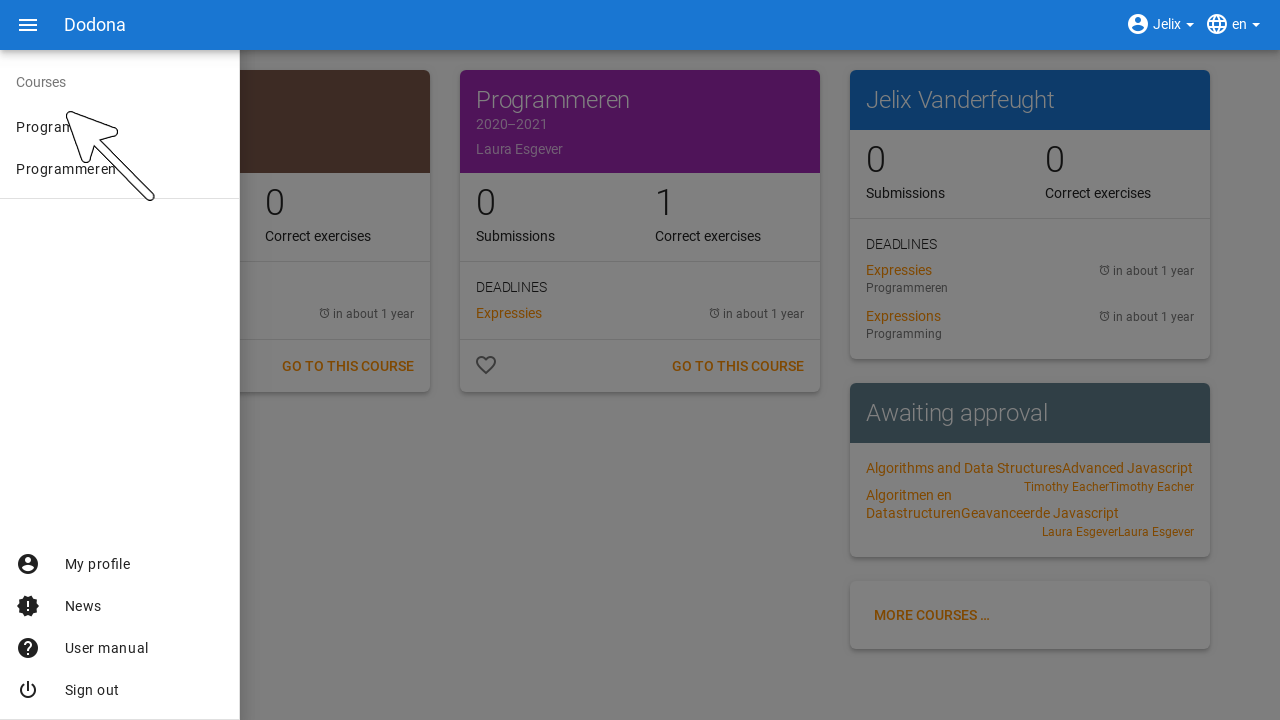 Dodona
Jelix
en
Courses
Programmeren
My profile
News
User manual
Sign out
0
Correct exercises
in about 1 year
GO TO THIS COURSE
Programmeren
2020–2021
Laura Esgever
0
1
Submissions
Correct exercises
DEADLINES
Expressies
in about 1 year
GO TO THIS COURSE
Jelix Vanderfeught
0
0
Submissions
Correct exercises
DEADLINES
Expressies
in about 1 year
Programmeren
Expressions
in about 1 year
Programming
Awaiting approval
Algorithms and Data StructuresAdvanced Javascript
Timothy EacherTimothy Eacher
Algoritmen en
DatastructurenGeavanceerde Javascript
Laura EsgeverLaura Esgever
MORE COURSES ...